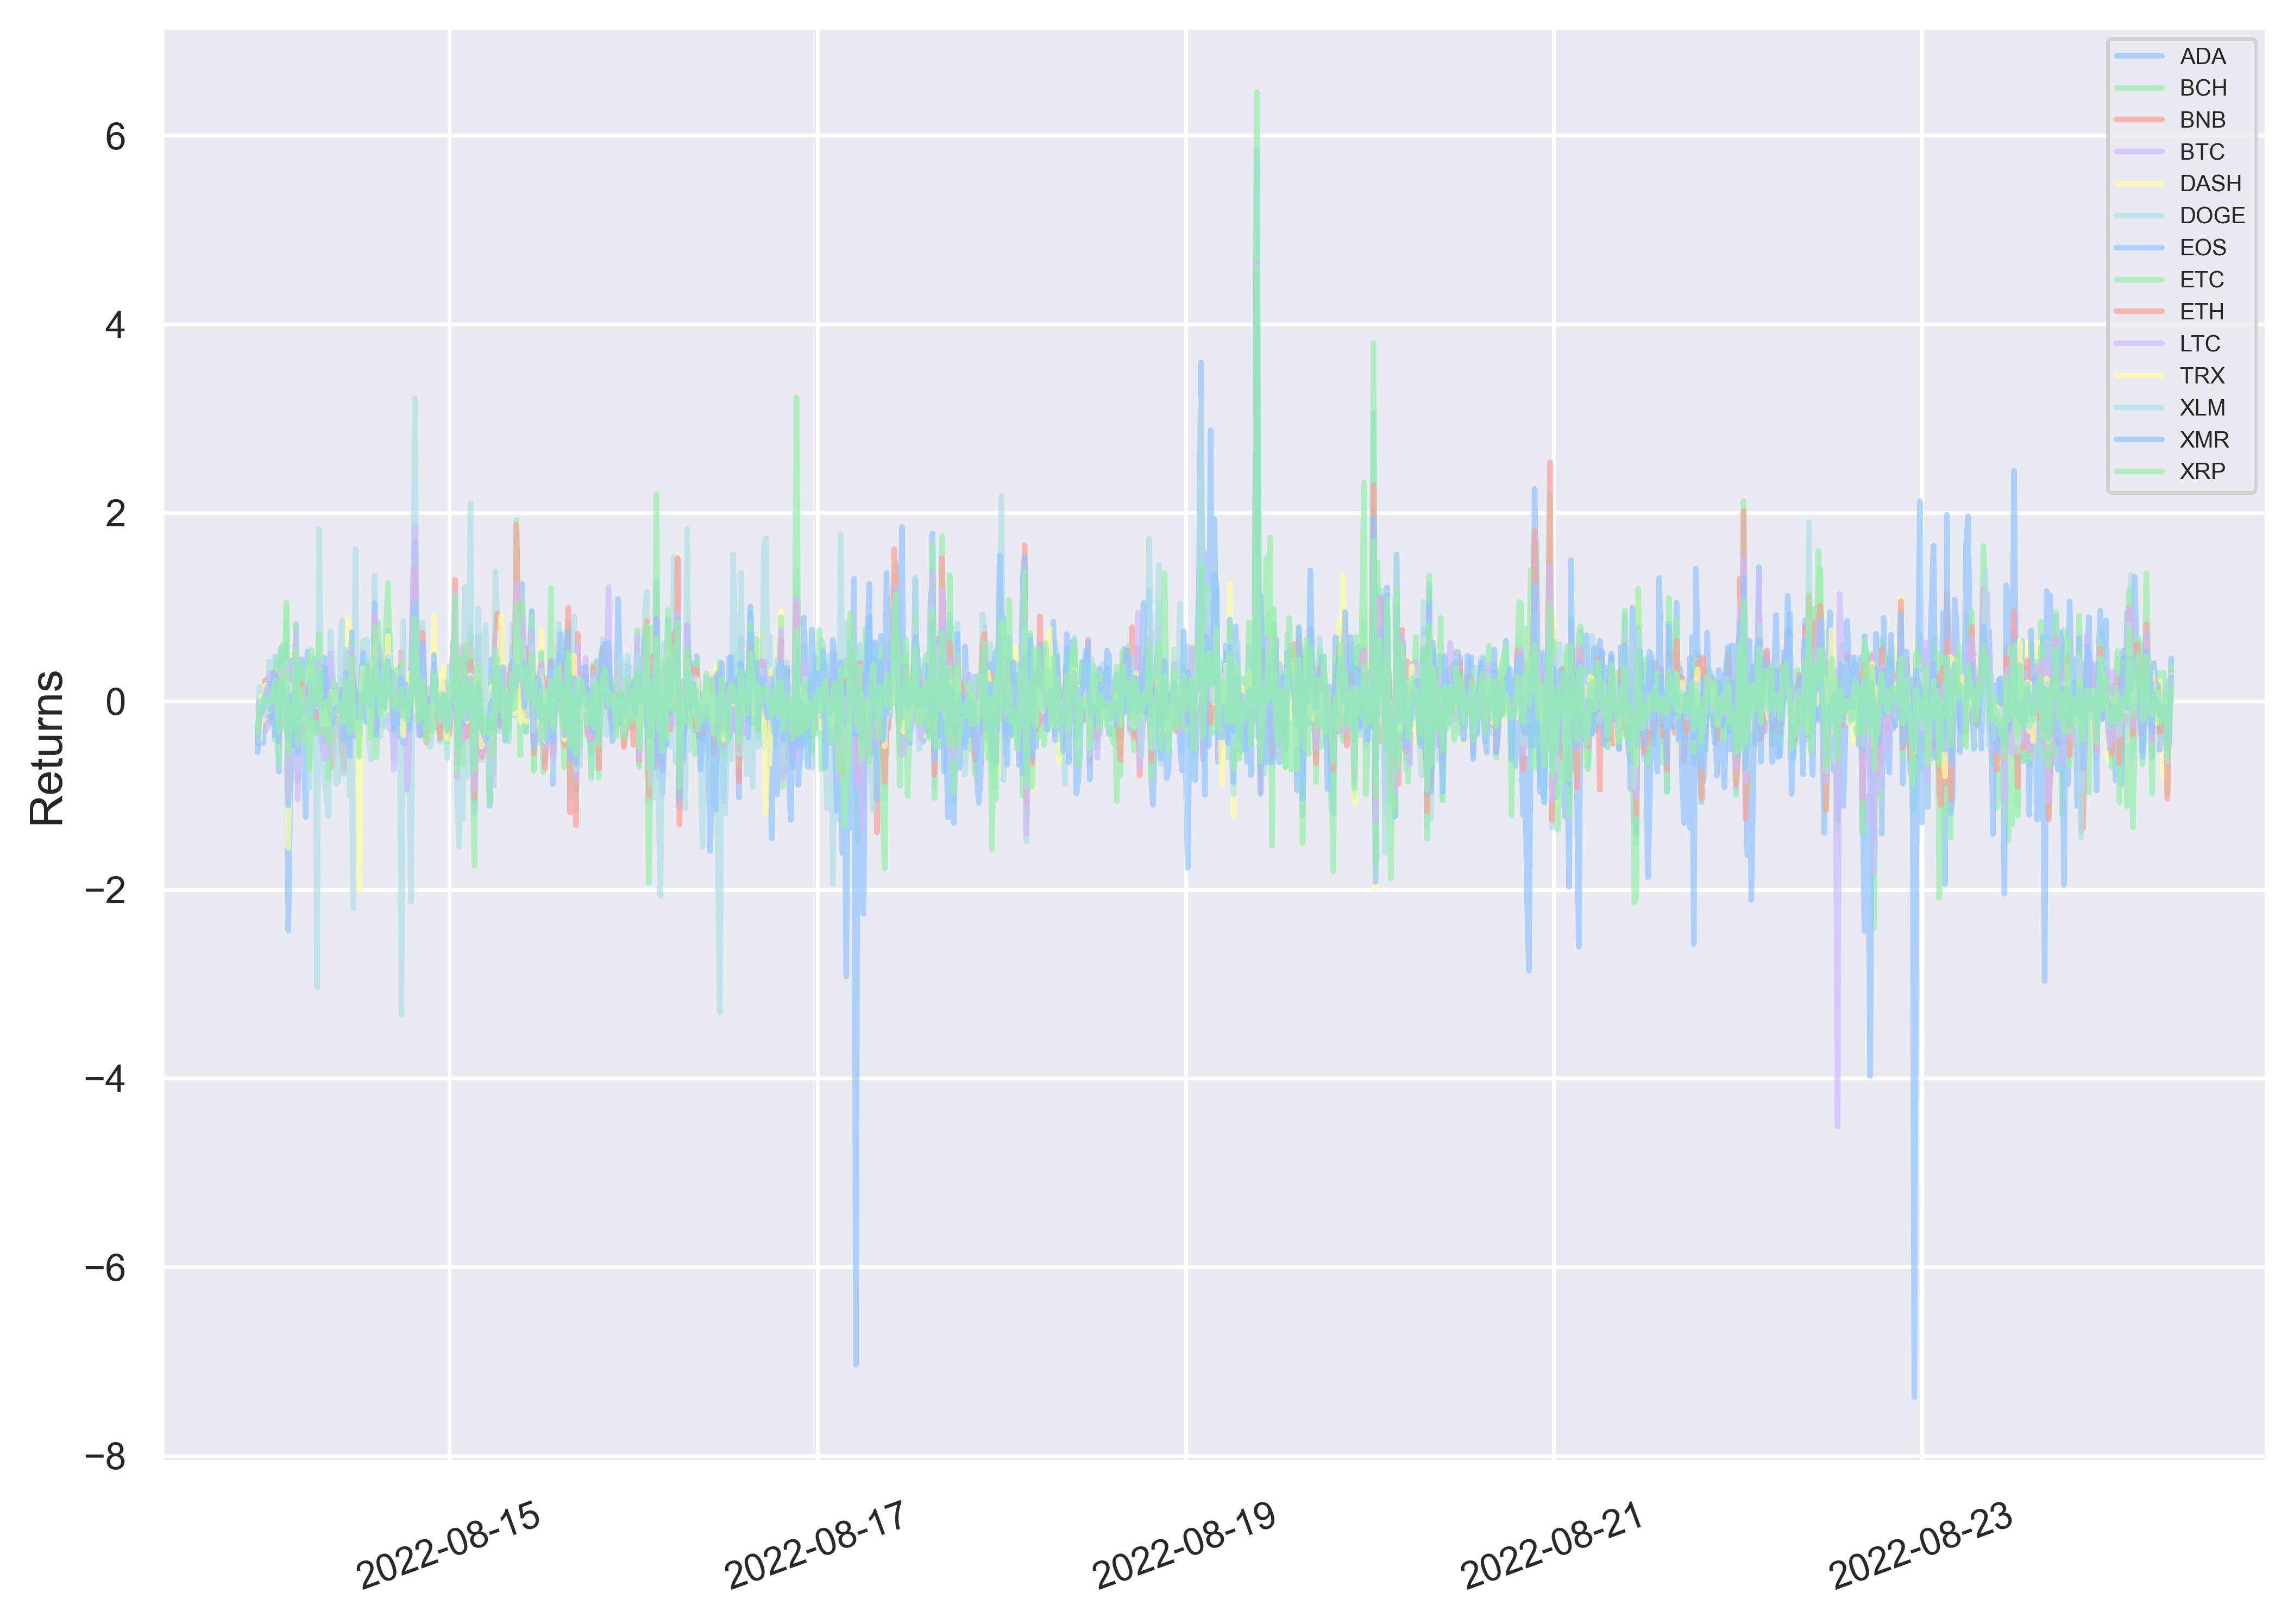 Returns
6
4
2
0
−2
−4
−6
−8
2022-08-15
2022-08-17
2022-08-19
2022-08-21
2022-08-23
ADA
BCH
BNB
BTC
DASH
DOGE
EOS
ETC
ETH
LTC
TRX
XLM
XMR
XRP